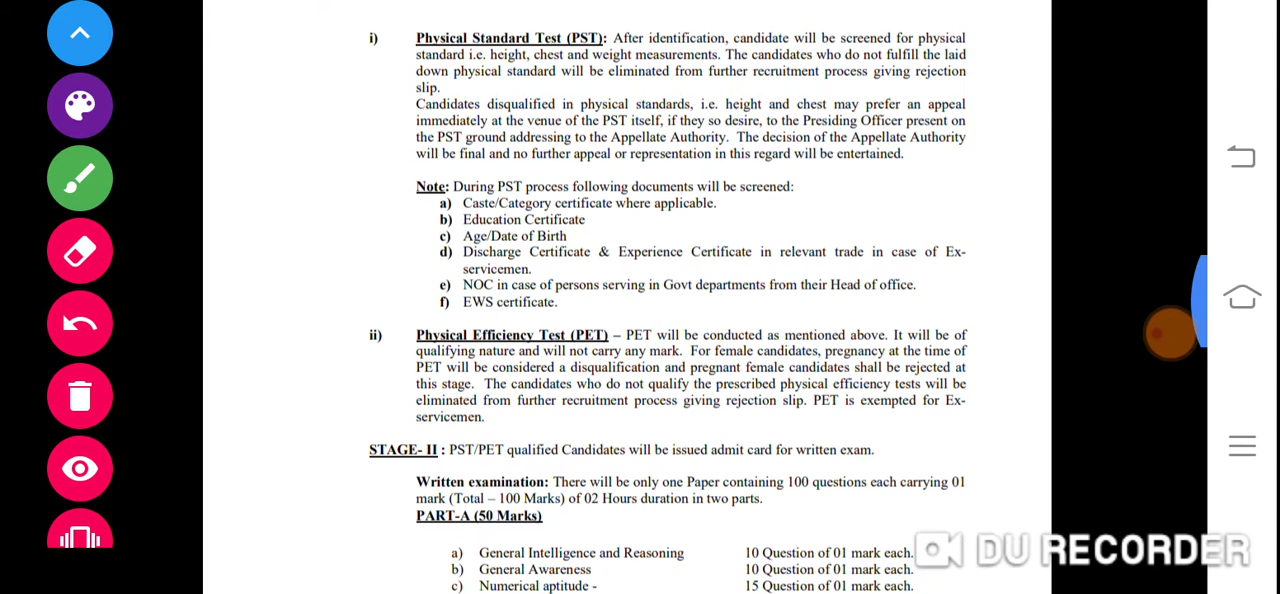 i) Physical Standard Test (PST): After identification, candidate will be screened for physical
standard i.e. height, chest and weight measurements. The candidates who do not fulfill the laid
down physical standard will be eliminated from further recruitment process giving rejection
slip.
Candidates disqualified in physical standards, i.e. height and chest may prefer an appeal
immediately at the venue of the PST itself, if they so desire, to the Presiding Officer present on
the PST ground addressing to the Appellate Authority. The decision of the Appellate Authority
will be final and no further appeal or representation in this regard will be entertained.
Note: During PST process following documents will be screened:
a) Caste/Category certificate where applicable.
b) Education Certificate
c) Age/Date of Birth
d) Discharge Certificate & Experience Certificate in relevant trade in case of Ex-
servicemen.
e) NOC in case of persons serving in Govt departments from their Head of office.
f) EWS certificate.
ii) Physical Efficiency Test (PET) – PET will be conducted as mentioned above. It will be of
qualifying nature and will not carry any mark. For female candidates, pregnancy at the time of
PET will be considered a disqualification and pregnant female candidates shall be rejected at
this stage. The candidates who do not qualify the prescribed physical efficiency tests will be
eliminated from further recruitment process giving rejection slip. PET is exempted for Ex-
servicemen.
STAGE- II : PST/PET qualified Candidates will be issued admit card for written exam.
Written examination: There will be only one Paper containing 100 questions each carrying 01
mark (Total – 100 Marks) of 02 Hours duration in two parts.
PART-A (50 Marks)
a) General Intelligence and Reasoning 10 Question of 01 mark each.
b) General Awareness 10 Question of 01 mark each.
c) Numerical aptitude - 15 Question of 01 mark each.
DU RECORDER